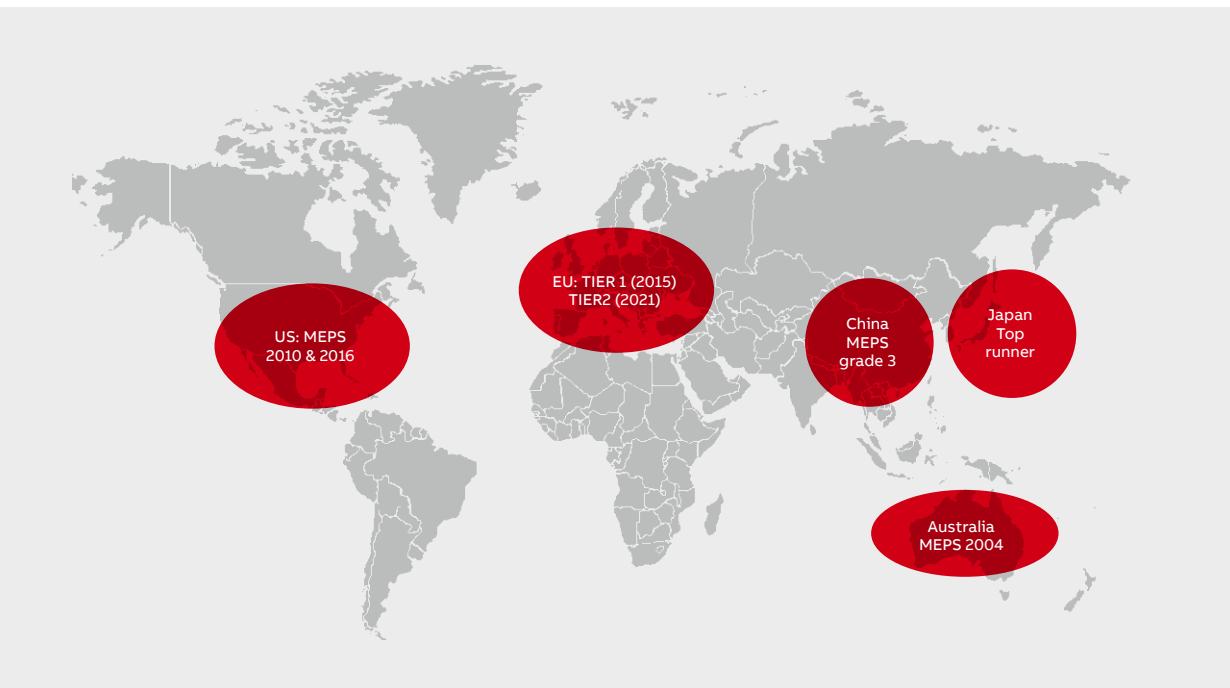 US: MEPS
2010 & 2016
EU: TIER 1 (2015)
TIER2 (2021)
China
MEPS
grade 3
Japan
Top
runner
Australia
MEPS 2004